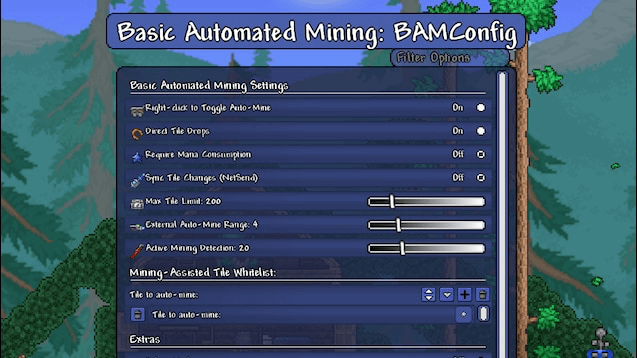 Basic Automated Mining: BAMConfig
Filter Options
Basic Automated Mining Settings
Right-click to Toggle Auto-Mine On
Direct Tile Drops On
Require Mana Consumption Off
Sync Tile Changes (NetSend) Off
Max Tile Limit: 200
External Auto-Mine Range: 4
Active Mining Detection: 20
Mining-Assisted Tile Whitelist:
Tile to auto-mine:
Tile to auto-mine:
Extras